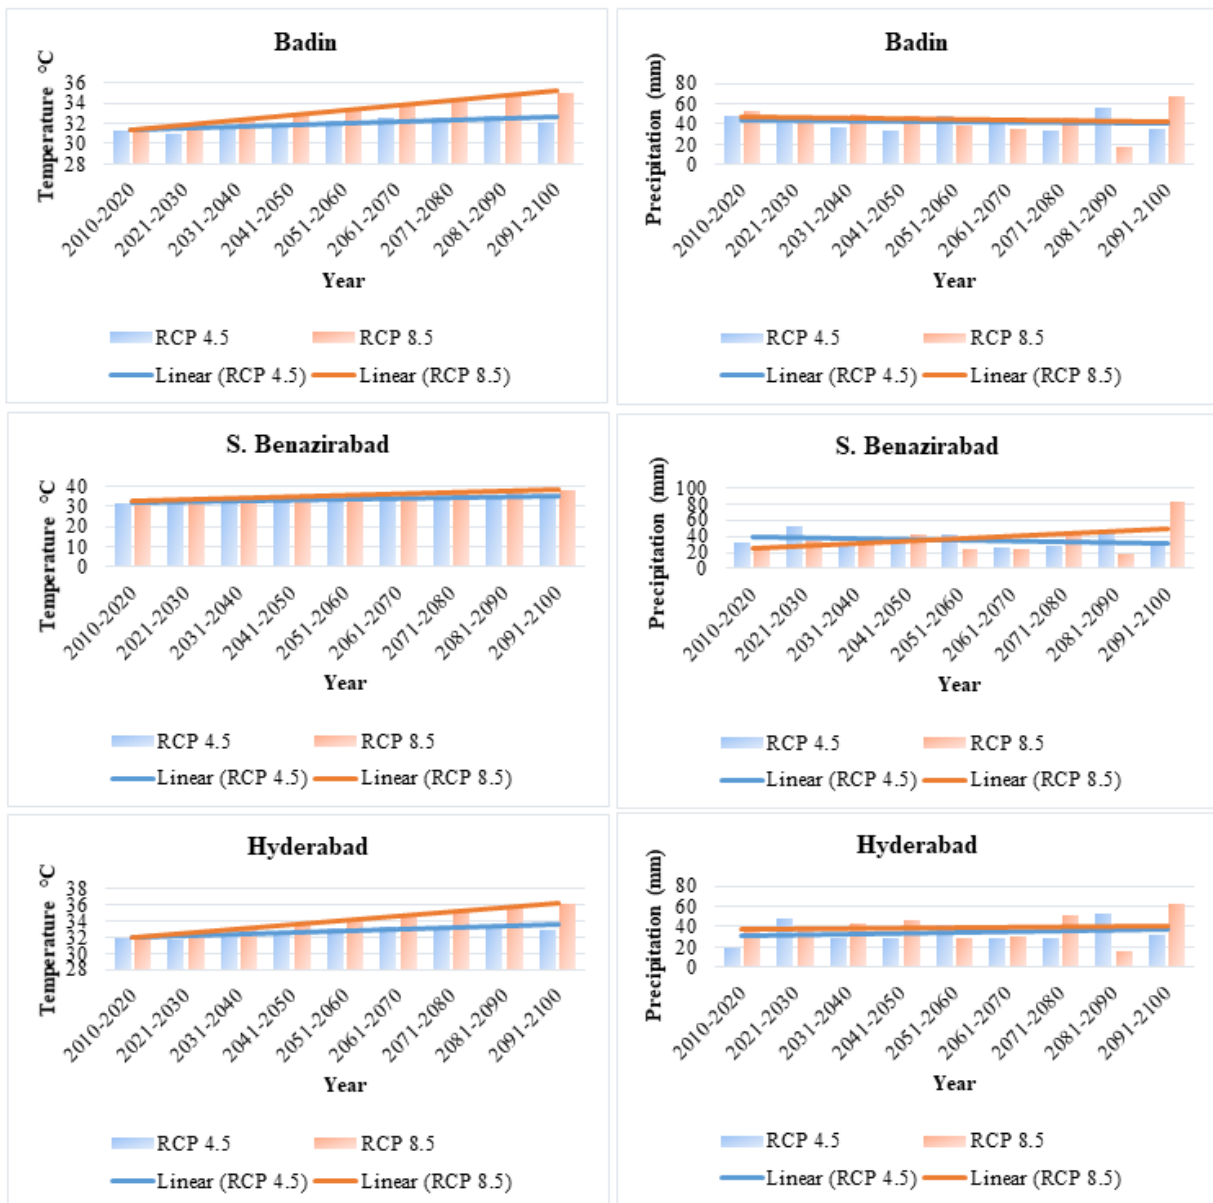 Badin
Temperature °C
36
34
32
30
28
2010-2020
2021-2030
2031-2040
2041-2050
2051-2060
2061-2070
2071-2080
2081-2090
2091-2100
Year
RCP 4.5
RCP 8.5
Linear (RCP 4.5)
Linear (RCP 8.5)
Badin
Precipitation (mm)
80
60
40
20
0
2010-2020
2021-2030
2031-2040
2041-2050
2051-2060
2061-2070
2071-2080
2081-2090
2091-2100
Year
RCP 4.5
RCP 8.5
Linear (RCP 4.5)
Linear (RCP 8.5)
S. Benazirabad
Temperature °C
40
30
20
10
0
2010-2020
2021-2030
2031-2040
2041-2050
2051-2060
2061-2070
2071-2080
2081-2090
2091-2100
Year
RCP 4.5
RCP 8.5
Linear (RCP 4.5)
Linear (RCP 8.5)
S. Benazirabad
Precipitation (mm)
100
80
60
40
20
0
2010-2020
2021-2030
2031-2040
2041-2050
2051-2060
2061-2070
2071-2080
2081-2090
2091-2100
Year
RCP 4.5
RCP 8.5
Linear (RCP 4.5)
Linear (RCP 8.5)
Hyderabad
Temperature °C
38
36
34
32
30
28
2010-2020
2021-2030
2031-2040
2041-2050
2051-2060
2061-2070
2071-2080
2081-2090
2091-2100
Year
RCP 4.5
RCP 8.5
Linear (RCP 4.5)
Linear (RCP 8.5)
Hyderabad
Precipitation (mm)
80
60
40
20
0
2010-2020
2021-2030
2031-2040
2041-2050
2051-2060
2061-2070
2071-2080
2081-2090
2091-2100
Year
RCP 4.5
RCP 8.5
Linear (RCP 4.5)
Linear (RCP 8.5)